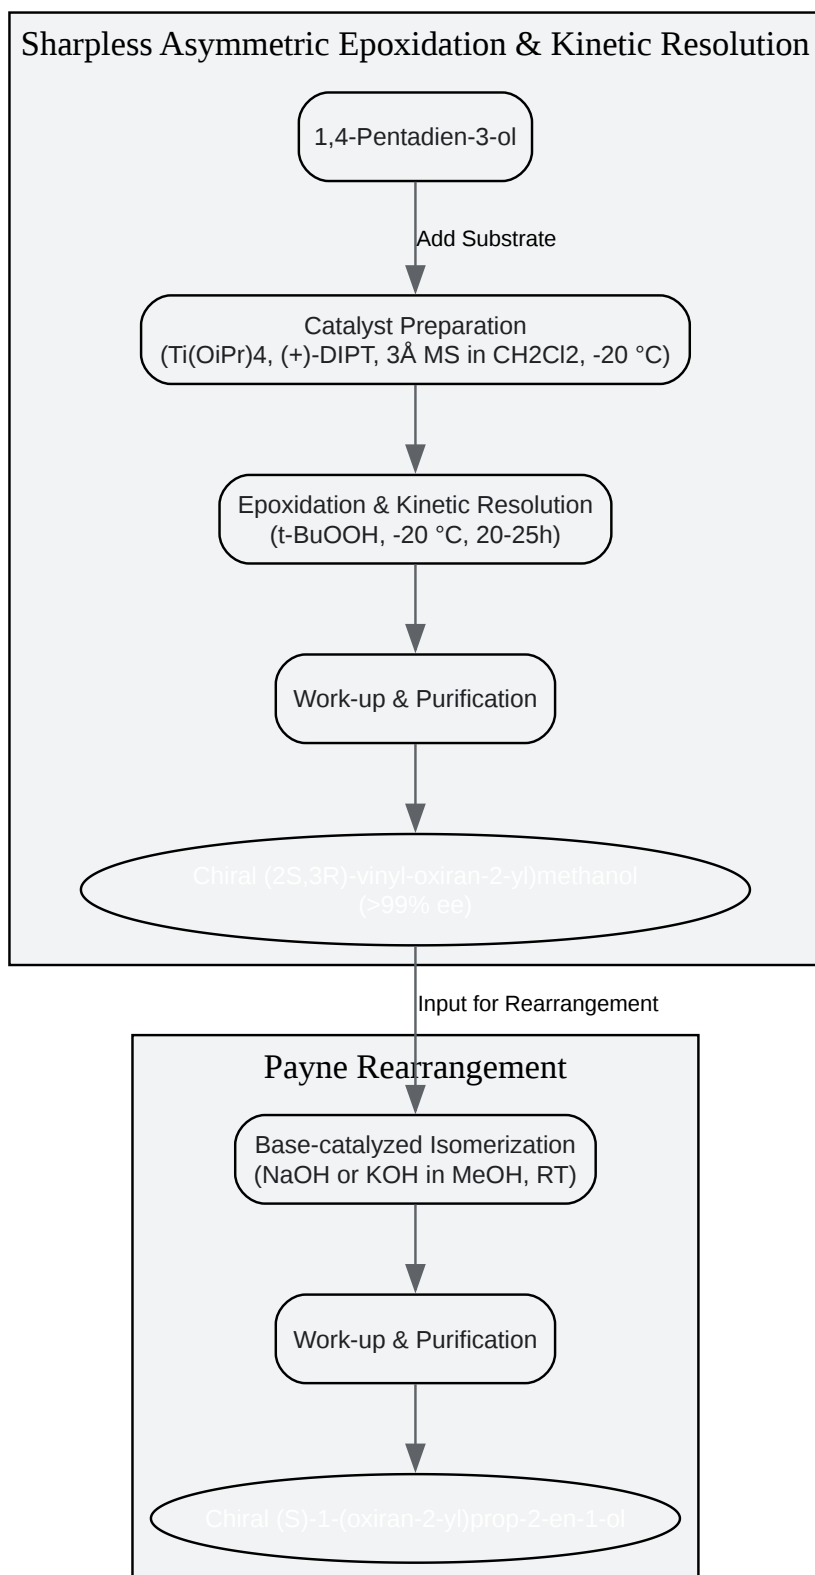 Sharpless Asymmetric Epoxidation & Kinetic Resolution
1,4-Pentadien-3-ol
Add Substrate
Catalyst Preparation
(Ti(OiPr)4, (+)-DIPT, 3Å MS in CH2Cl2, -20 °C)
Epoxidation & Kinetic Resolution
(t-BuOOH, -20 °C, 20-25h)
Work-up & Purification
Chiral (2S,3R)-vinyl-oxiran-2-yl)methanol
(>99% ee)
Input for Rearrangement
Payne Rearrangement
Base-catalyzed Isomerization
(NaOH or KOH in MeOH, RT)
Work-up & Purification
Chiral (S)-1-(oxiran-2-yl)prop-2-en-1-ol